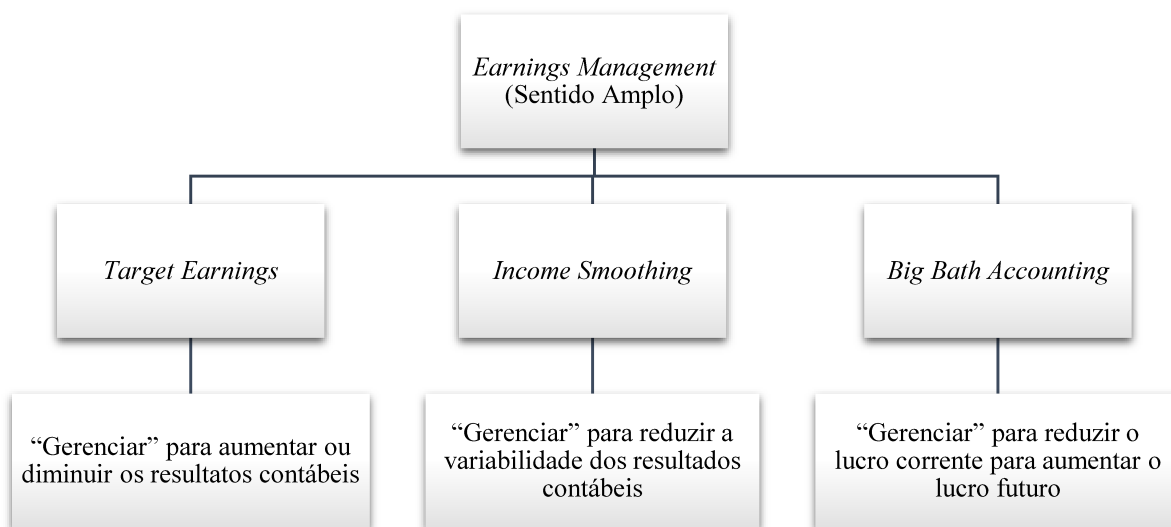 Earnings Management
(Sentido Amplo)
Target Earnings
Income Smoothing
Big Bath Accounting
“Gerenciar” para aumentar ou
diminuir os resultatos contábeis
“Gerenciar” para reduzir a
variabilidade dos resultados
contábeis
“Gerenciar” para reduzir o
lucro corrente para aumentar o
lucro futuro